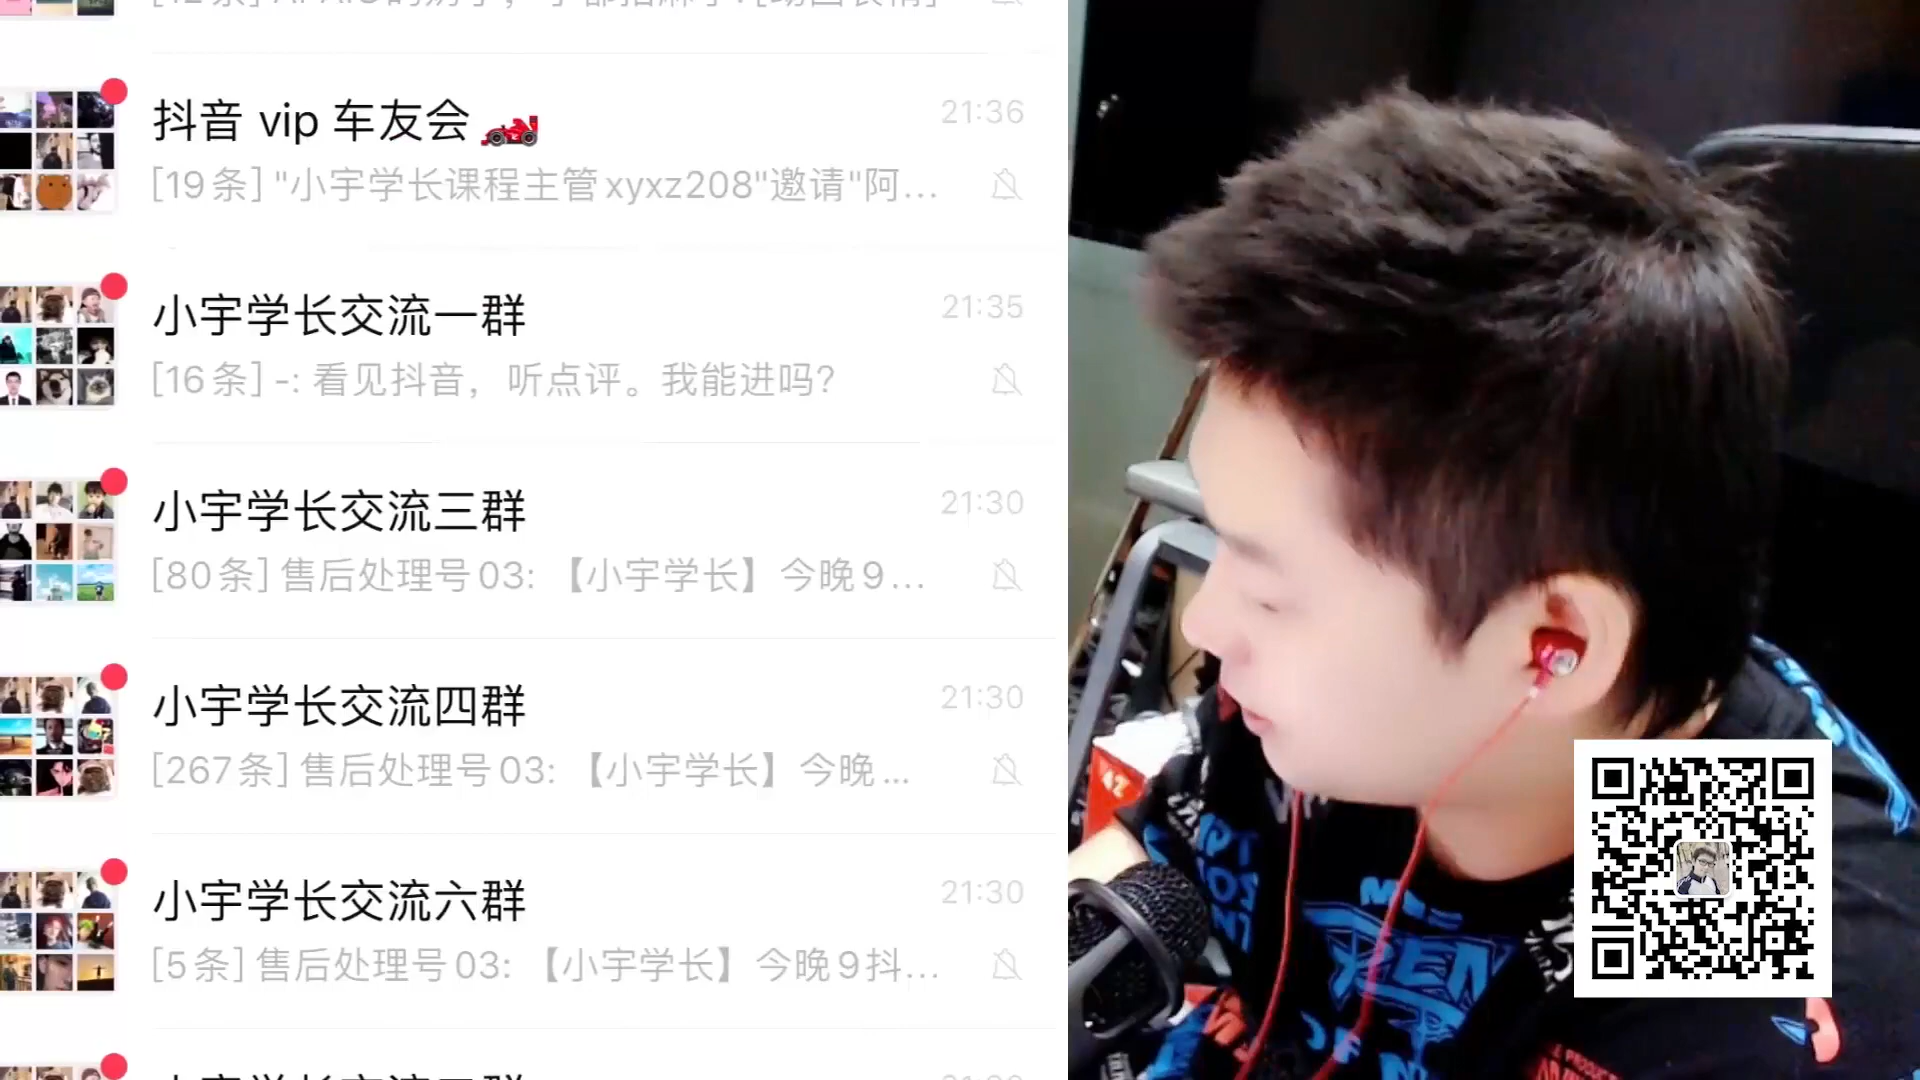 抖音 vip 车友会 🏎️
21:36
[19条] "小宇学长课程主管xyxz208"邀请"阿...
小宇学长交流一群
21:35
[16条] -: 看见抖音，听点评。我能进吗?
小宇学长交流三群
21:30
[80条] 售后处理号03: 【小宇学长】今晚9...
小宇学长交流四群
21:30
[267条] 售后处理号03: 【小宇学长】今晚...
小宇学长交流六群
21:30
[5条] 售后处理号03: 【小宇学长】今晚9抖...